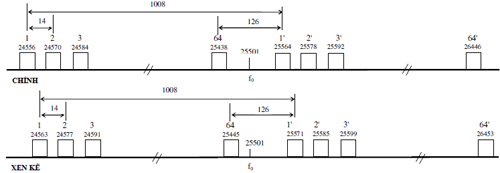 1008
14
126
1 2 3 64 1' 2' 3' 64'
24556 24570 24584 25438 25501 25564 25578 25592 26446
CHÍNH
f₀
1008
14
126
1 2 3 64 1' 2' 3' 64'
24563 24577 24591 25445 25501 25571 25585 25599 26453
XEN KẼ
f₀